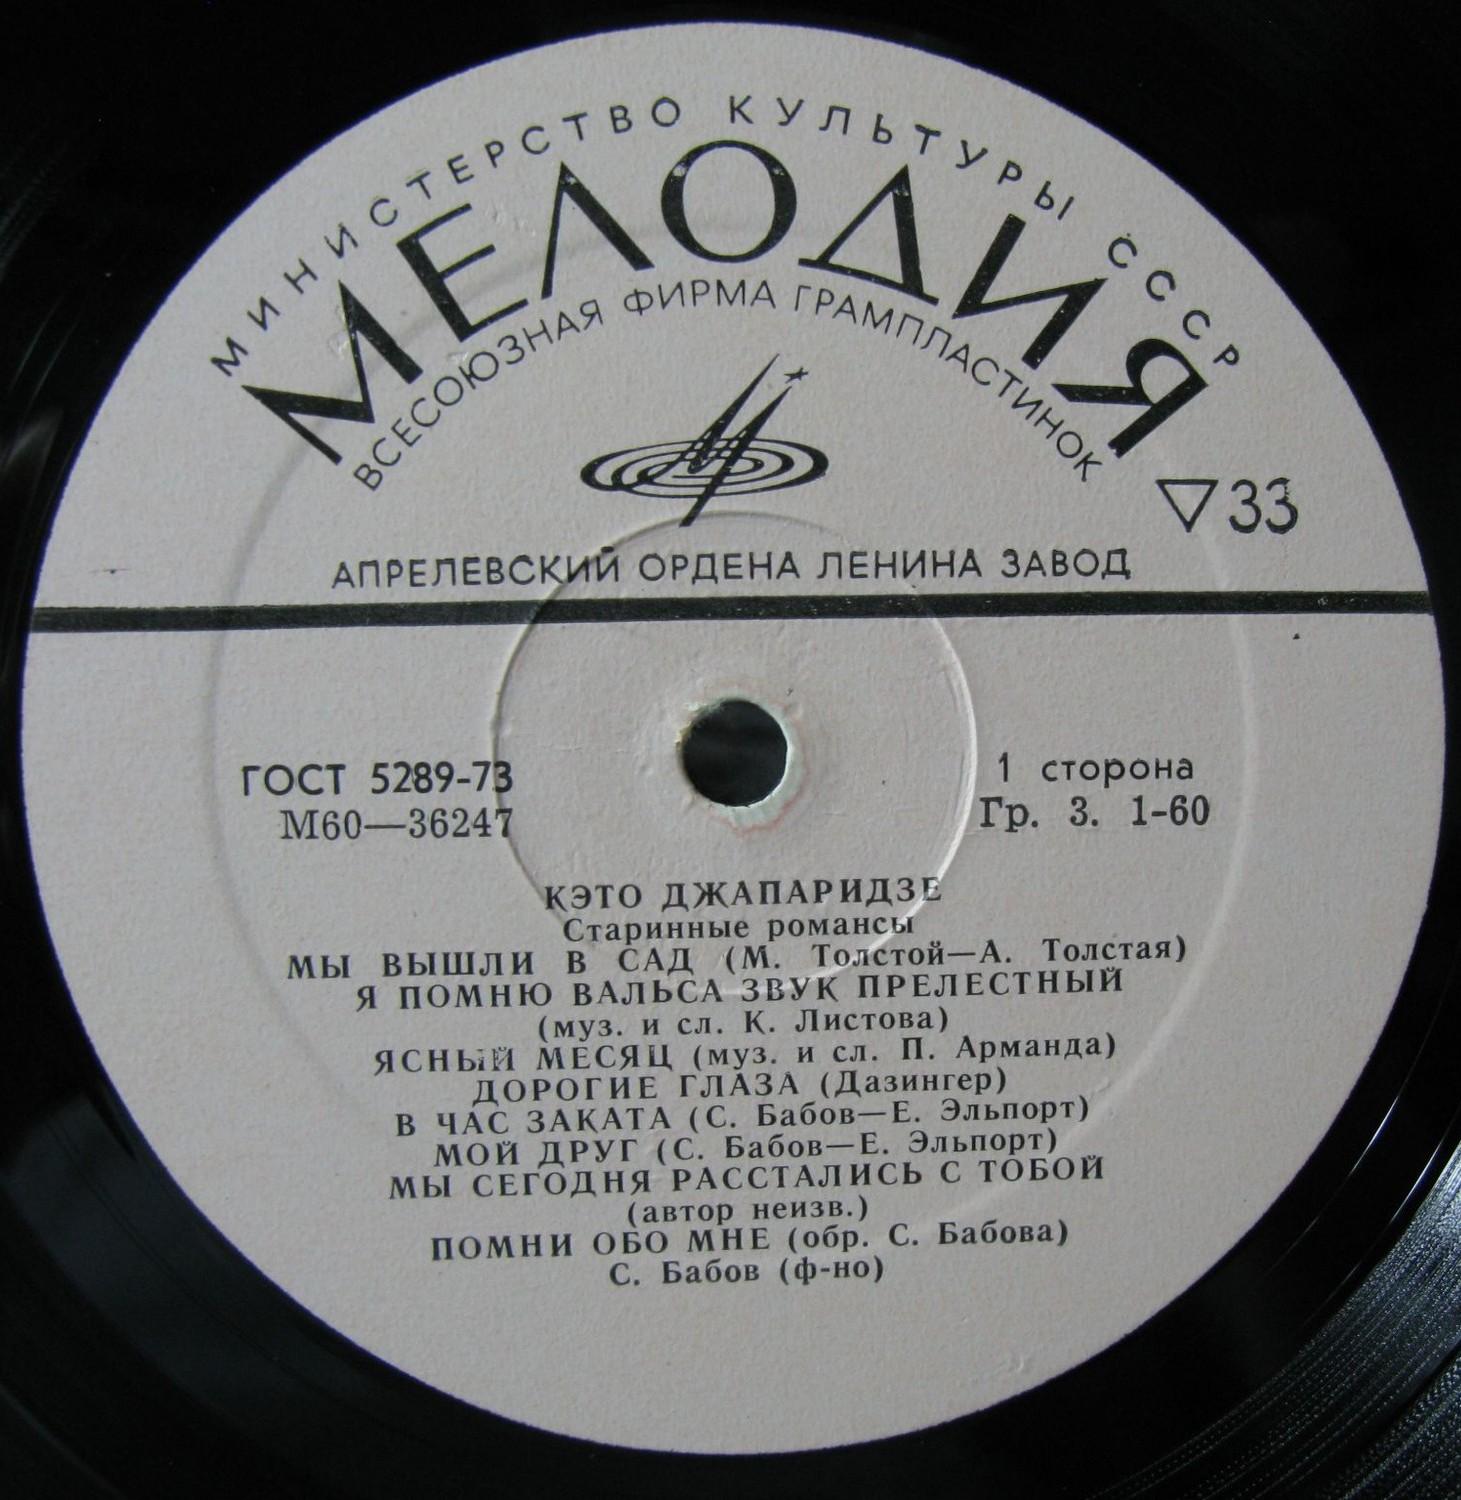 МИНИСТЕРСТВО КУЛЬТУРЫ СССР
МЕЛОДИЯ
ВСЕСОЮЗНАЯ ФИРМА ГРАМПЛАСТИНОК
▽33
АПРЕЛЕВСКИЙ ОРДЕНА ЛЕНИНА ЗАВОД
ГОСТ 5289-73
М60—36247
1 сторона
Гр. 3. 1-60
КЭТО ДЖАПАРИДЗЕ
Старинные романсы
МЫ ВЫШЛИ В САД (М. Толстой—А. Толстая)
Я ПОМНЮ ВАЛЬСА ЗВУК ПРЕЛЕСТНЫЙ
(муз. и сл. К. Листова)
ЯСНЫЙ МЕСЯЦ (муз. и сл. П. Арманда)
ДОРОГИЕ ГЛАЗА (Дазингер)
В ЧАС ЗАКАТА (С. Бабов—Е. Эльпорт)
МОЙ ДРУГ (С. Бабов—Е. Эльпорт)
МЫ СЕГОДНЯ РАССТАЛИСЬ С ТОБОЙ
(автор неизв.)
ПОМНИ ОБО МНЕ (обр. С. Бабова)
С. Бабов (ф-но)